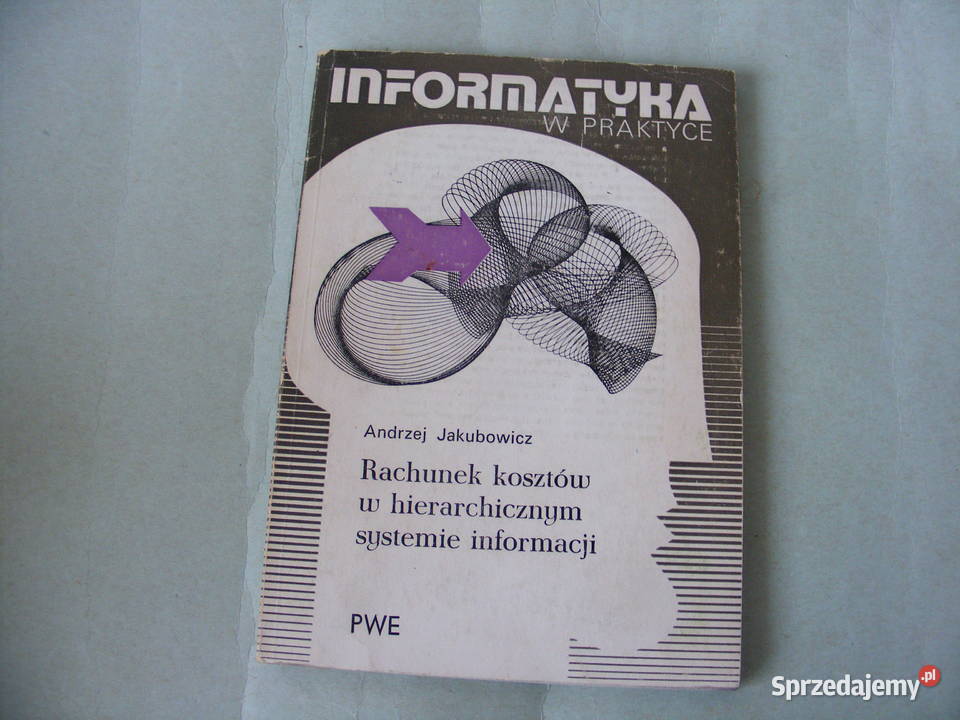 INFORMATYKA
W PRAKTYCE
Andrzej Jakubowicz
Rachunek kosztów
w hierarchicznym
systemie informacji
PWE
Sprzedajemy.pl